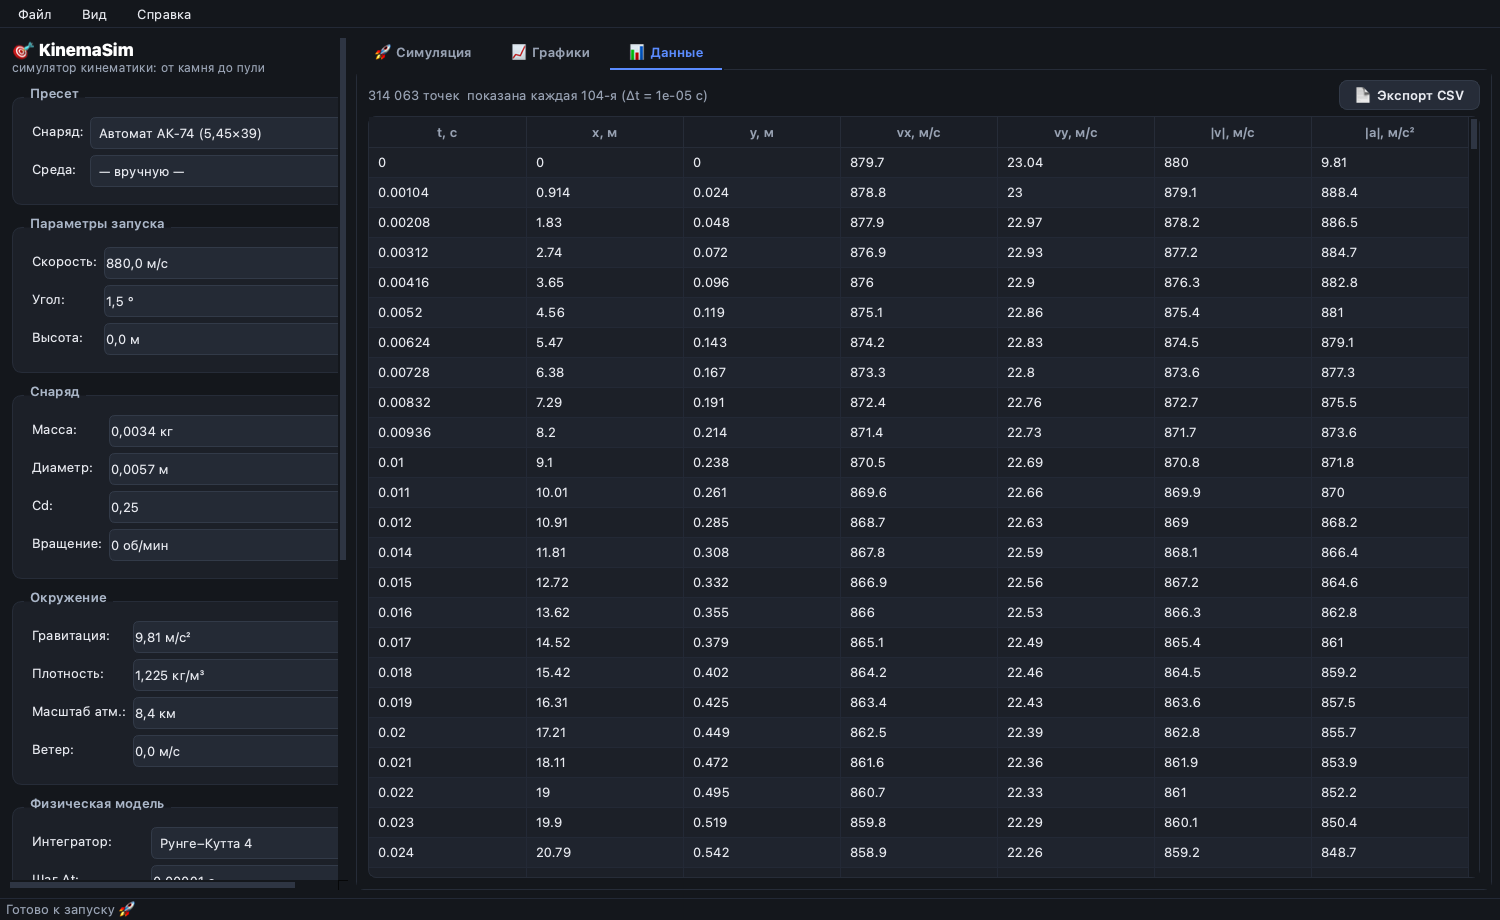 Файл Вид Справка
KinemaSim
симулятор кинематики: от камня до пули
Пресет
Снаряд: Автомат АК-74 (5,45×39)
Среда: — вручную —
Параметры запуска
Скорость: 880,0 м/с
Угол: 1,5 °
Высота: 0,0 м
Снаряд
Масса: 0,0034 кг
Диаметр: 0,0057 м
Cd: 0,25
Вращение: 0 об/мин
Окружение
Гравитация: 9,81 м/с²
Плотность: 1,225 кг/м³
Масштаб атм.: 8,4 км
Ветер: 0,0 м/с
Физическая модель
Интегратор: Рунге–Кутта 4
Шаг Δt: 0,00001 с
Симуляция Графики Данные
314 063 точек показана каждая 104-я (Δt = 1e-05 с)
Экспорт CSV
t, с x, м y, м vx, м/с vy, м/с |v|, м/с |a|, м/с²
0 0 0 879.7 23.04 880 9.81
0.00104 0.914 0.024 878.8 23 879.1 888.4
0.00208 1.83 0.048 877.9 22.97 878.2 886.5
0.00312 2.74 0.072 876.9 22.93 877.2 884.7
0.00416 3.65 0.096 876 22.9 876.3 882.8
0.0052 4.56 0.119 875.1 22.86 875.4 881
0.00624 5.47 0.143 874.2 22.83 874.5 879.1
0.00728 6.38 0.167 873.3 22.8 873.6 877.3
0.00832 7.29 0.191 872.4 22.76 872.7 875.5
0.00936 8.2 0.214 871.4 22.73 871.7 873.6
0.01 9.1 0.238 870.5 22.69 870.8 871.8
0.011 10.01 0.261 869.6 22.66 869.9 870
0.012 10.91 0.285 868.7 22.63 869 868.2
0.014 11.81 0.308 867.8 22.59 868.1 866.4
0.015 12.72 0.332 866.9 22.56 867.2 864.6
0.016 13.62 0.355 866 22.53 866.3 862.8
0.017 14.52 0.379 865.1 22.49 865.4 861
0.018 15.42 0.402 864.2 22.46 864.5 859.2
0.019 16.31 0.425 863.4 22.43 863.6 857.5
0.02 17.21 0.449 862.5 22.39 862.8 855.7
0.021 18.11 0.472 861.6 22.36 861.9 853.9
0.022 19 0.495 860.7 22.33 861 852.2
0.023 19.9 0.519 859.8 22.29 860.1 850.4
0.024 20.79 0.542 858.9 22.26 859.2 848.7
Готово к запуску